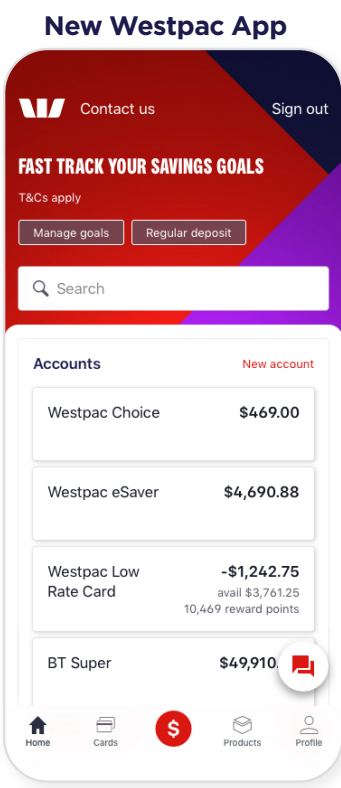 New Westpac App
Contact us
Sign out
FAST TRACK YOUR SAVINGS GOALS
T&Cs apply
Manage goals
Regular deposit
Search
Accounts
New account
Westpac Choice
$469.00
Westpac eSaver
$4,690.88
Westpac Low
Rate Card
-$1,242.75
avail $3,761.25
10,469 reward points
BT Super
$49,910.
$
Home
Cards
Products
Profile